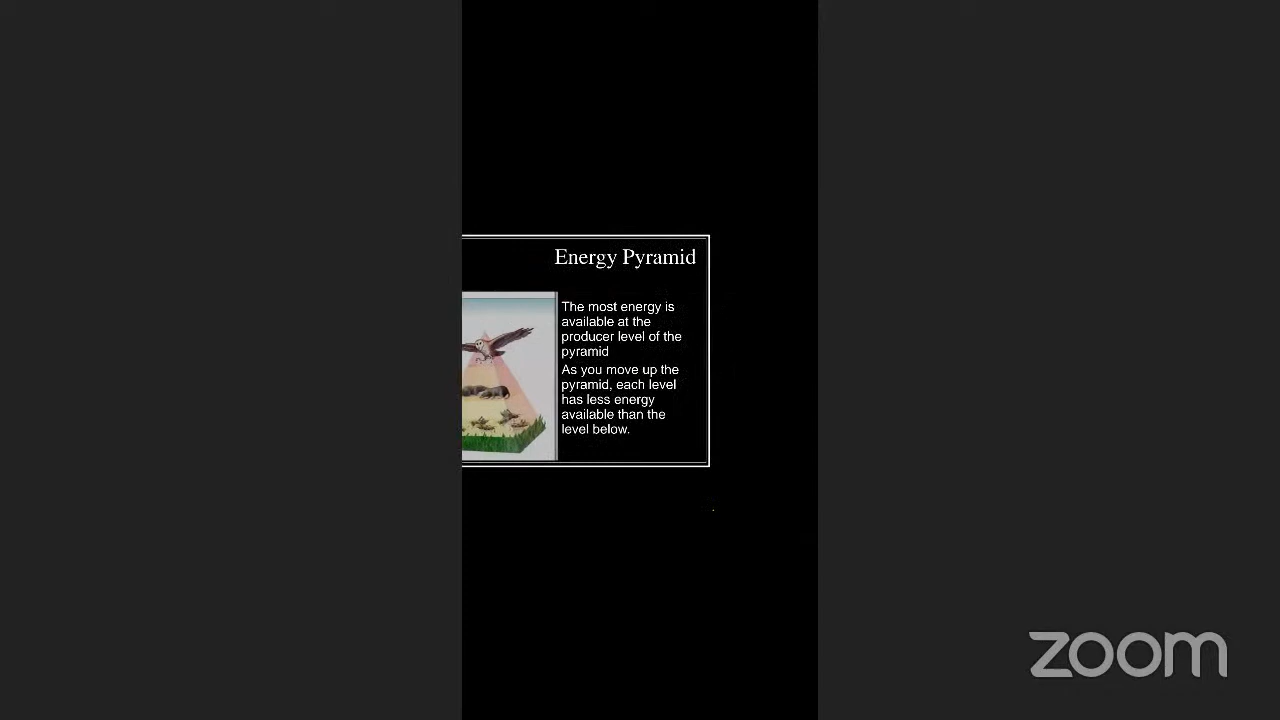 Energy Pyramid
The most energy is
available at the
producer level of the
pyramid
As you move up the
pyramid, each level
has less energy
available than the
level below.
zoom